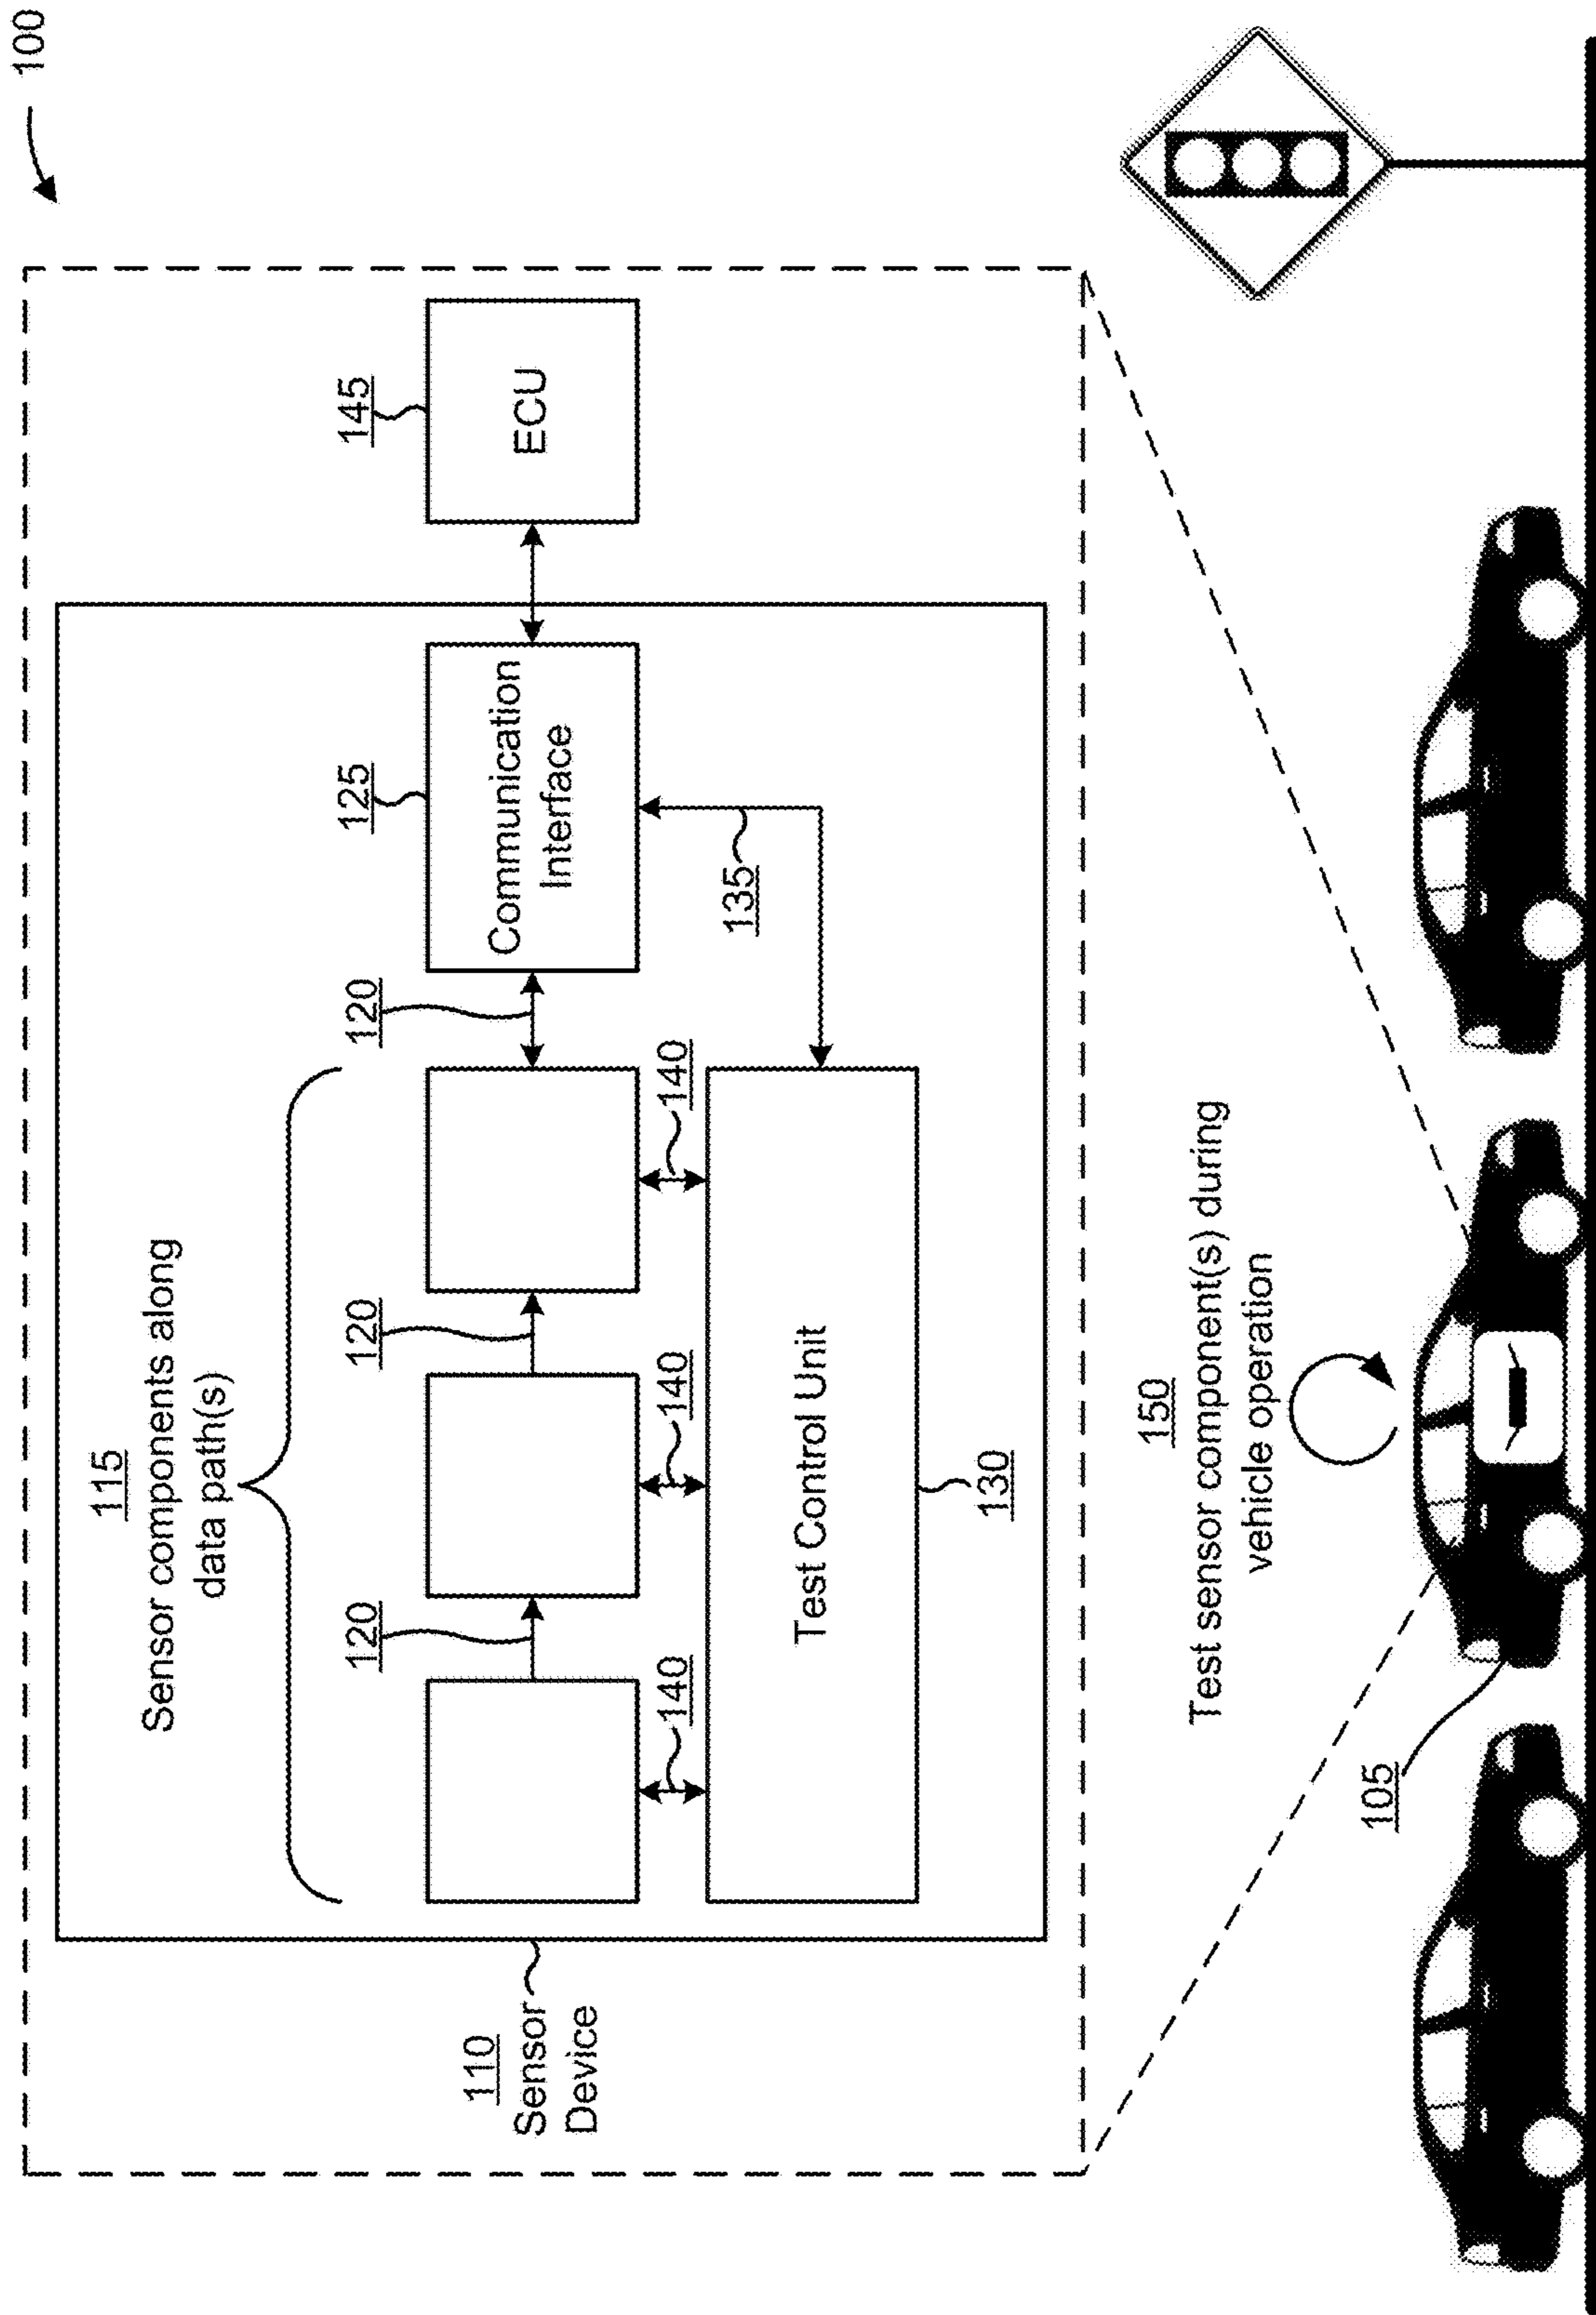 100
115
Sensor components along
data path(s)
145
125
120
120
120
ECU
Communication
Interface
110
Sensor
Device
140
140
140
135
Test Control Unit
130
150
Test sensor component(s) during
vehicle operation
105